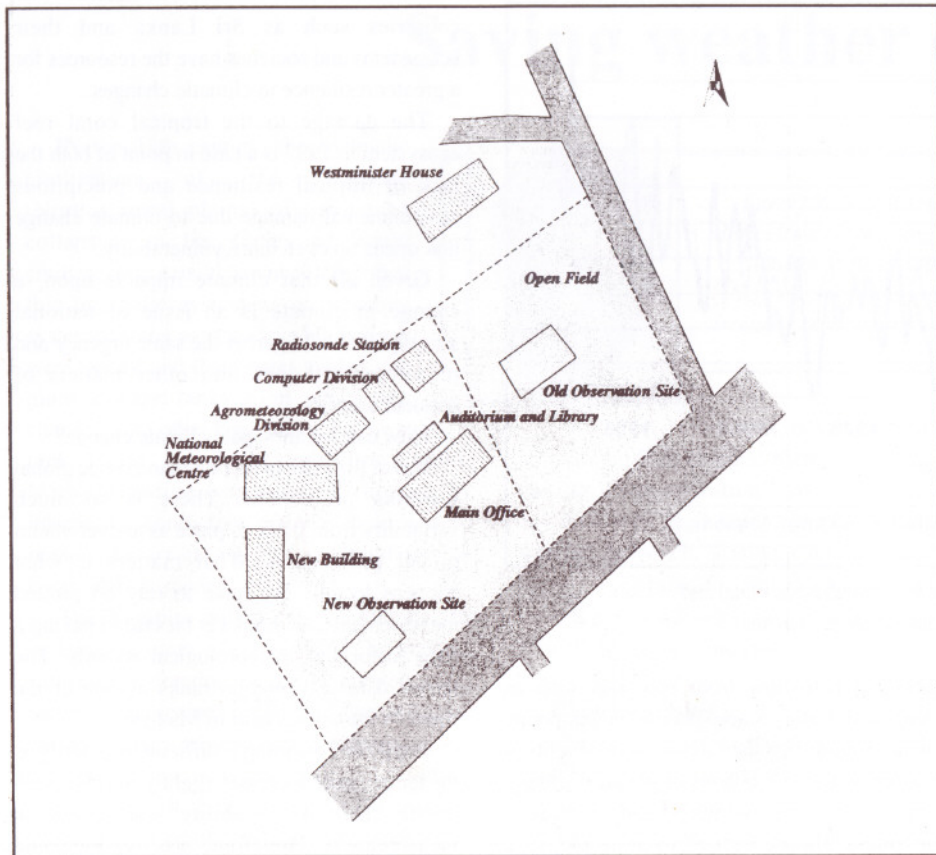 Westminister House
Open Field
Radiosonde Station
Computer Division
Old Observation Site
Agrometeorology
Division
Auditorium and Library
National
Meteorological
Centre
Main Office
New Building
New Observation Site